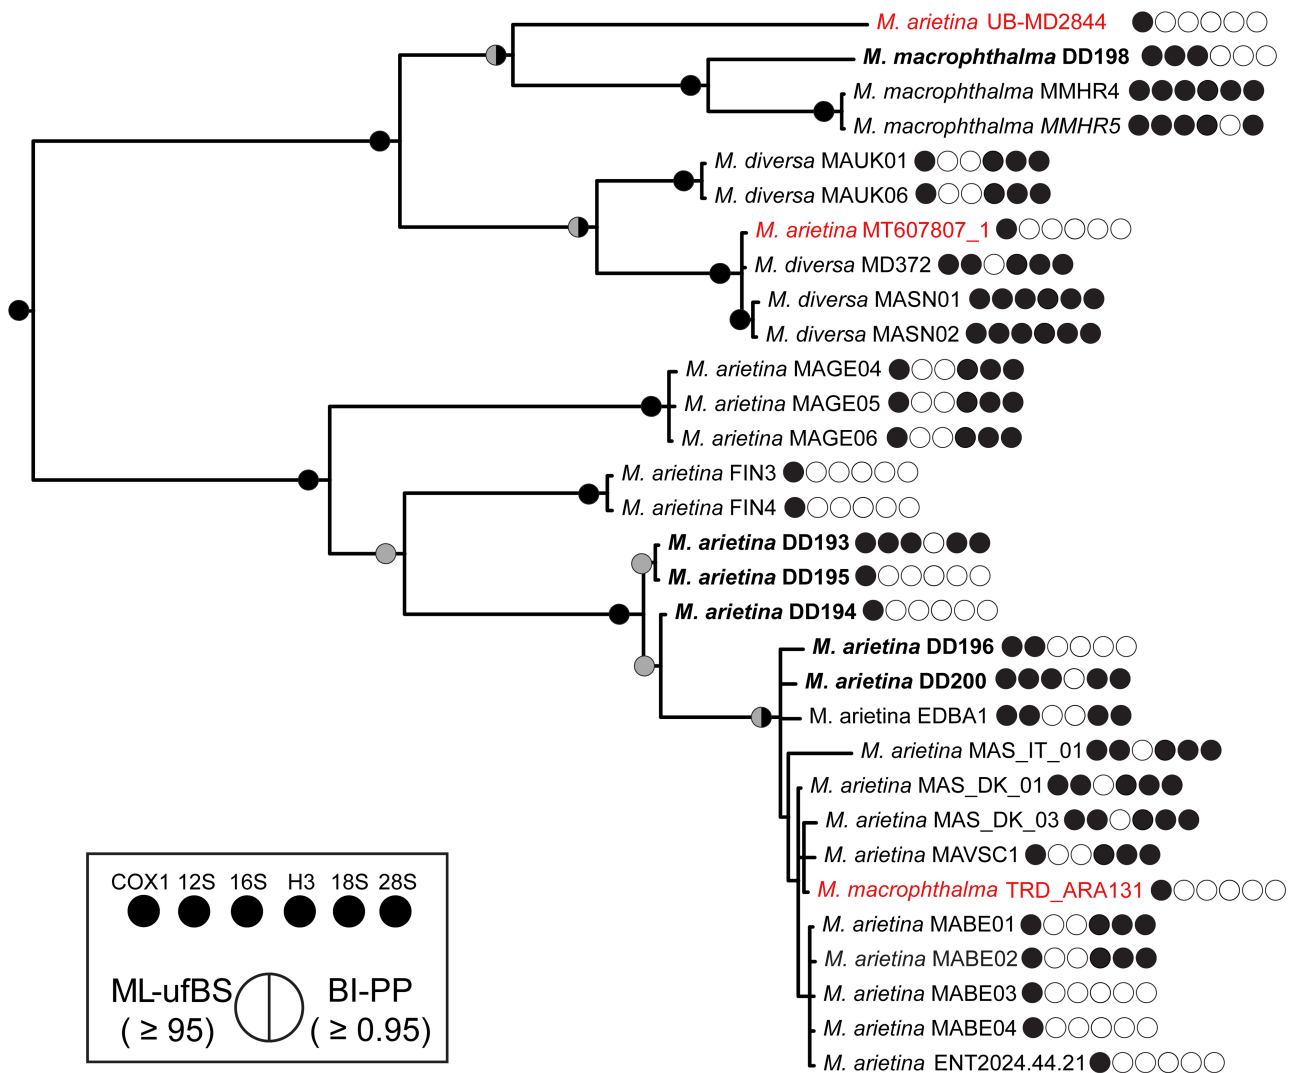 M. arietina UB-MD2844
M. macrophthalma DD198
M. macrophthalma MMHR4
M. macrophthalma MMHR5
M. diversa MAUK01
M. diversa MAUK06
M. arietina MT607807_1
M. diversa MD372
M. diversa MASN01
M. diversa MASN02
M. arietina MAGE04
M. arietina MAGE05
M. arietina MAGE06
M. arietina FIN3
M. arietina FIN4
M. arietina DD193
M. arietina DD195
M. arietina DD194
M. arietina DD196
M. arietina DD200
M. arietina EDBA1
M. arietina MAS_IT_01
M. arietina MAS_DK_01
M. arietina MAS_DK_03
M. arietina MAVSC1
M. macrophthalma TRD_ARA131
M. arietina MABE01
M. arietina MABE02
M. arietina MABE03
M. arietina MABE04
M. arietina ENT2024.44.21
COX1 12S 16S H3 18S 28S
ML-ufBS BI-PP
( ≥ 95) ( ≥ 0.95)